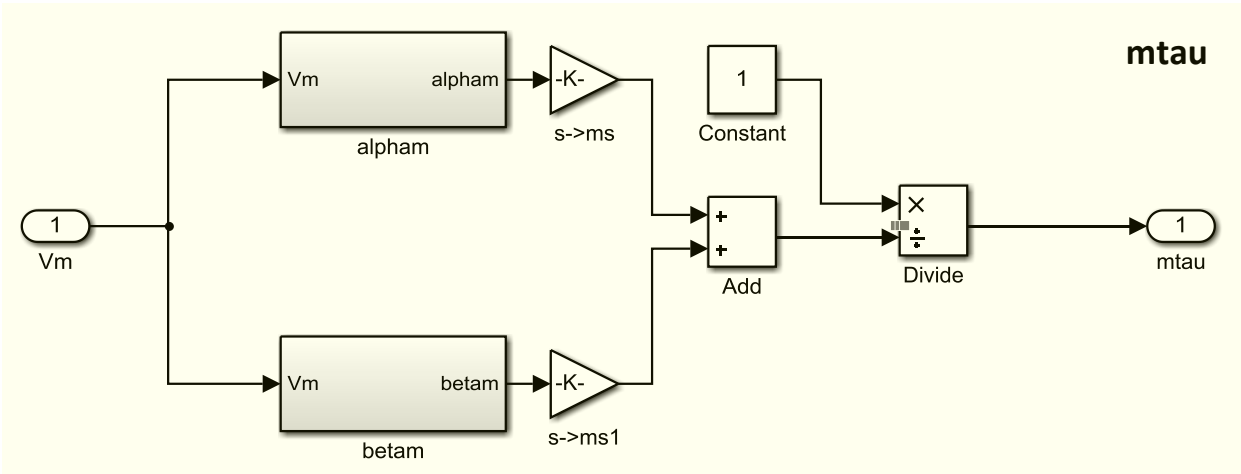 mtau
Vm
alpham
alpham
-K-
s->ms
1
Constant
1
Vm
+
+
Add
×
÷
Divide
1
mtau
Vm
betam
betam
-K-
s->ms1